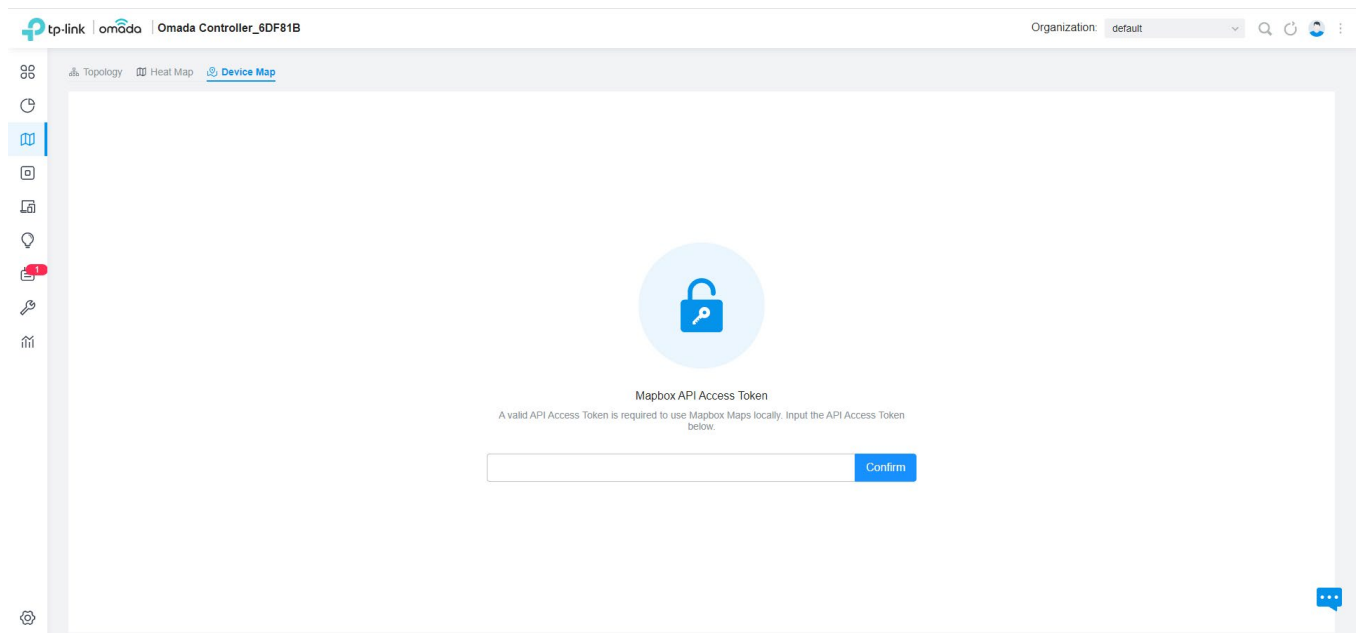 tp-link omada Omada Controller_6DF81B Organization: default
Topology Heat Map Device Map
1
Mapbox API Access Token
A valid API Access Token is required to use Mapbox Maps locally. Input the API Access Token
below.
Confirm